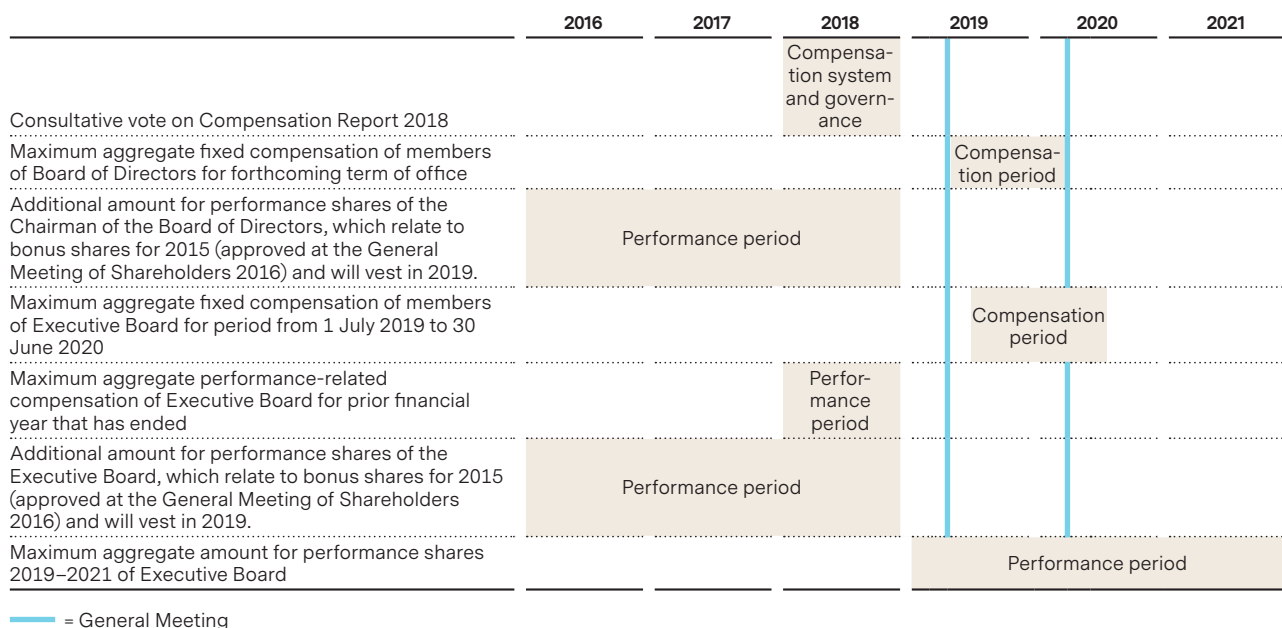 2016 2017 2018 2019 2020 2021
Compensa-
tion system
and govern-
ance
Consultative vote on Compensation Report 2018
Maximum aggregate fixed compensation of members
of Board of Directors for forthcoming term of office
Compensa-
tion period
Additional amount for performance shares of the
Chairman of the Board of Directors, which relate to
bonus shares for 2015 (approved at the General
Meeting of Shareholders 2016) and will vest in 2019.
Performance period
Maximum aggregate fixed compensation of members
of Executive Board for period from 1 July 2019 to 30
June 2020
Compensation
period
Maximum aggregate performance-related
compensation of Executive Board for prior financial
year that has ended
Perfor-
mance
period
Additional amount for performance shares of the
Executive Board, which relate to bonus shares for 2015
(approved at the General Meeting of Shareholders
2016) and will vest in 2019.
Performance period
Maximum aggregate amount for performance shares
2019–2021 of Executive Board
Performance period
= General Meeting